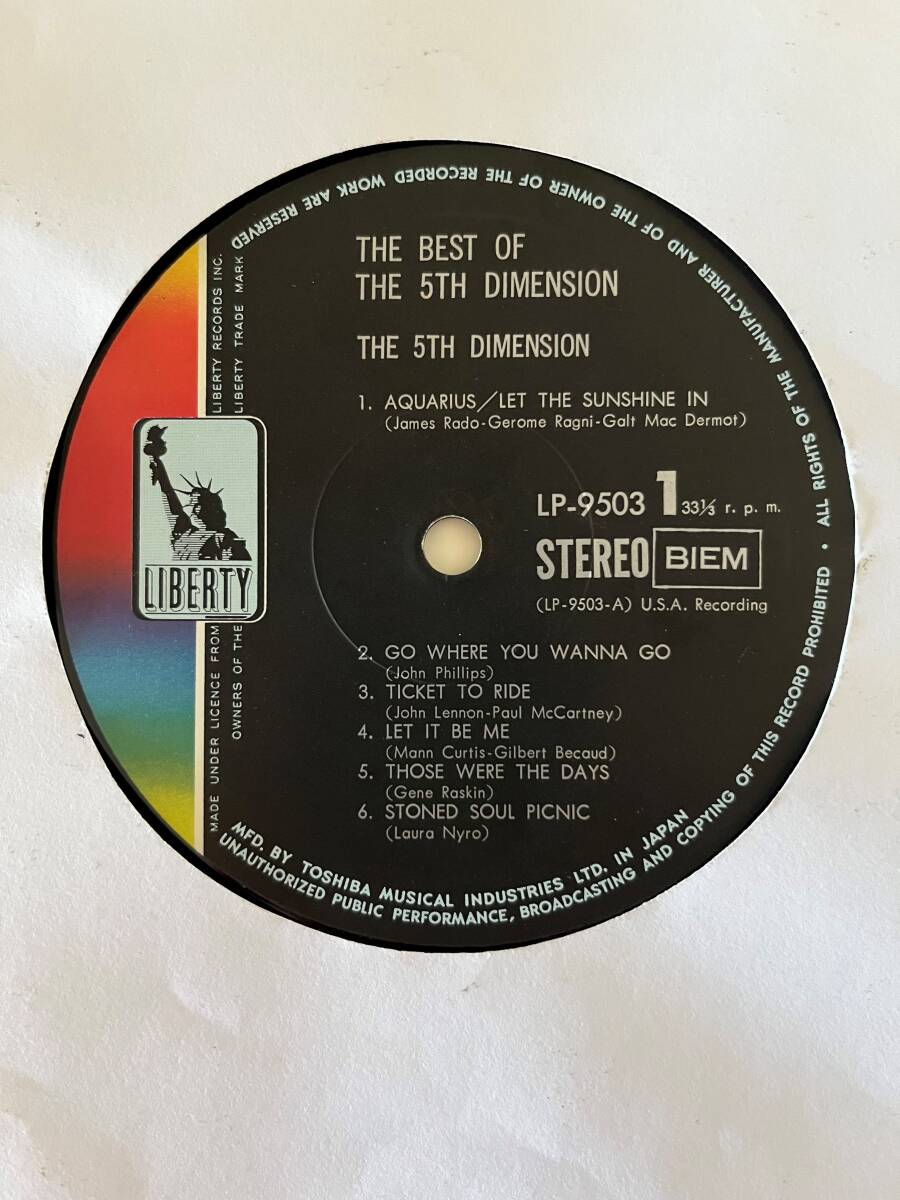 THE BEST OF
THE 5TH DIMENSION
THE 5TH DIMENSION
1. AQUARIUS/LET THE SUNSHINE IN
(James Rado-Gerome Ragni-Galt Mac Dermot)
LP-9503 1 33⅓ r. p. m.
STEREO BIEM
(LP-9503-A) U.S.A. Recording
2. GO WHERE YOU WANNA GO
(John Phillips)
3. TICKET TO RIDE
(John Lennon-Paul McCartney)
4. LET IT BE ME
(Mann Curtis-Gilbert Becaud)
5. THOSE WERE THE DAYS
(Gene Raskin)
6. STONED SOUL PICNIC
(Laura Nyro)
LIBERTY
MADE UNDER LICENCE FROM LIBERTY RECORDS INC.
OWNERS OF THE LIBERTY TRADE MARK
MFD. BY TOSHIBA MUSICAL INDUSTRIES LTD. IN JAPAN
ALL RIGHTS OF THE MANUFACTURER AND OF THE OWNER OF THE RECORDED WORK ARE RESERVED
UNAUTHORIZED PUBLIC PERFORMANCE, BROADCASTING AND COPYING OF THIS RECORD PROHIBITED •